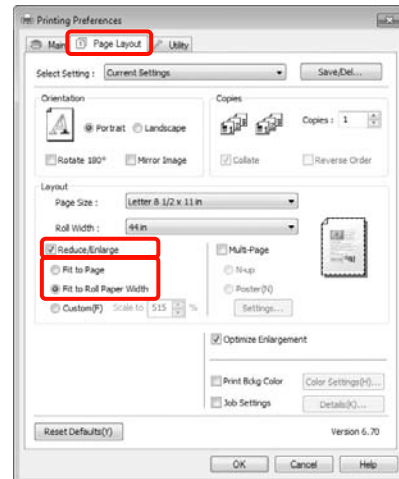 Printing Preferences
Main Page Layout Utility
Select Setting : Current Settings Save/Del...
Orientation
Portrait Landscape
Rotate 180° Mirror Image
Copies
Copies : 1
Collate Reverse Order
Layout
Page Size : Letter 8 1/2 x 11 in
Roll Width : 44 in
Reduce/Enlarge
Fit to Page
Fit to Roll Paper Width
Custom(F) Scale to 515 %
Multi-Page
N-up
Poster(N)
Settings...
Optimize Enlargement
Print Bckg Color Color Settings(H)...
Job Settings Details(K)...
Reset Defaults(Y) Version 6.70
OK Cancel Help